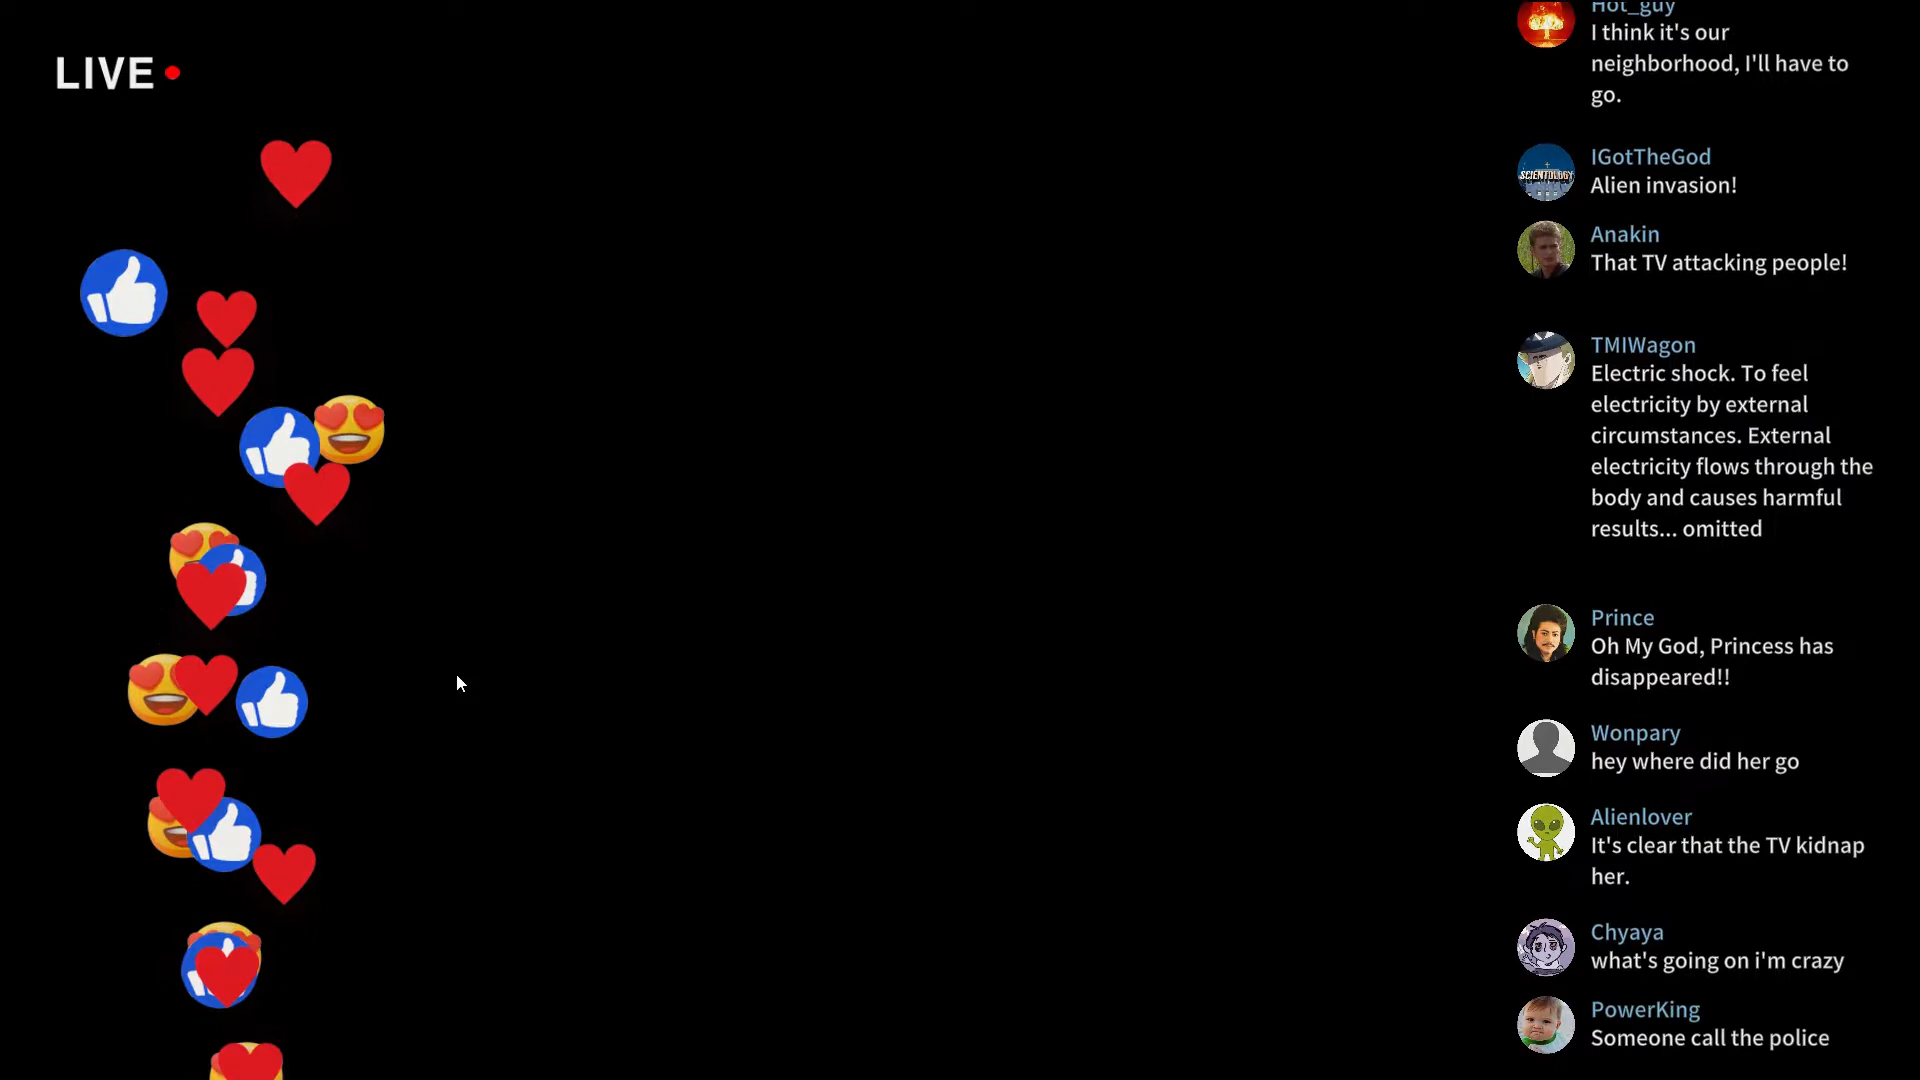 LIVE
Hot_guy
I think it's our
neighborhood, I'll have to
go.
SCIENTOLOGY
IGotTheGod
Alien invasion!
Anakin
That TV attacking people!
TMIWagon
Electric shock. To feel
electricity by external
circumstances. External
electricity flows through the
body and causes harmful
results... omitted
Prince
Oh My God, Princess has
disappeared!!
Wonpary
hey where did her go
Alienlover
It's clear that the TV kidnap
her.
Chyaya
what's going on i'm crazy
PowerKing
Someone call the police